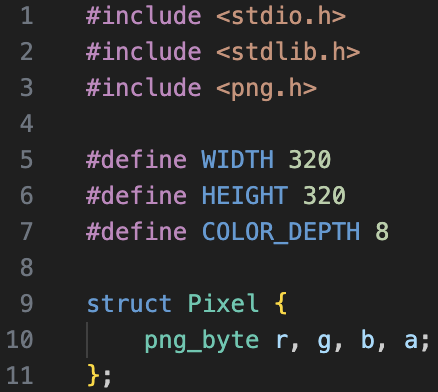 1 #include <stdio.h>
2 #include <stdlib.h>
3 #include <png.h>
4
5 #define WIDTH 320
6 #define HEIGHT 320
7 #define COLOR_DEPTH 8
8
9 struct Pixel {
10     png_byte r, g, b, a;
11 };